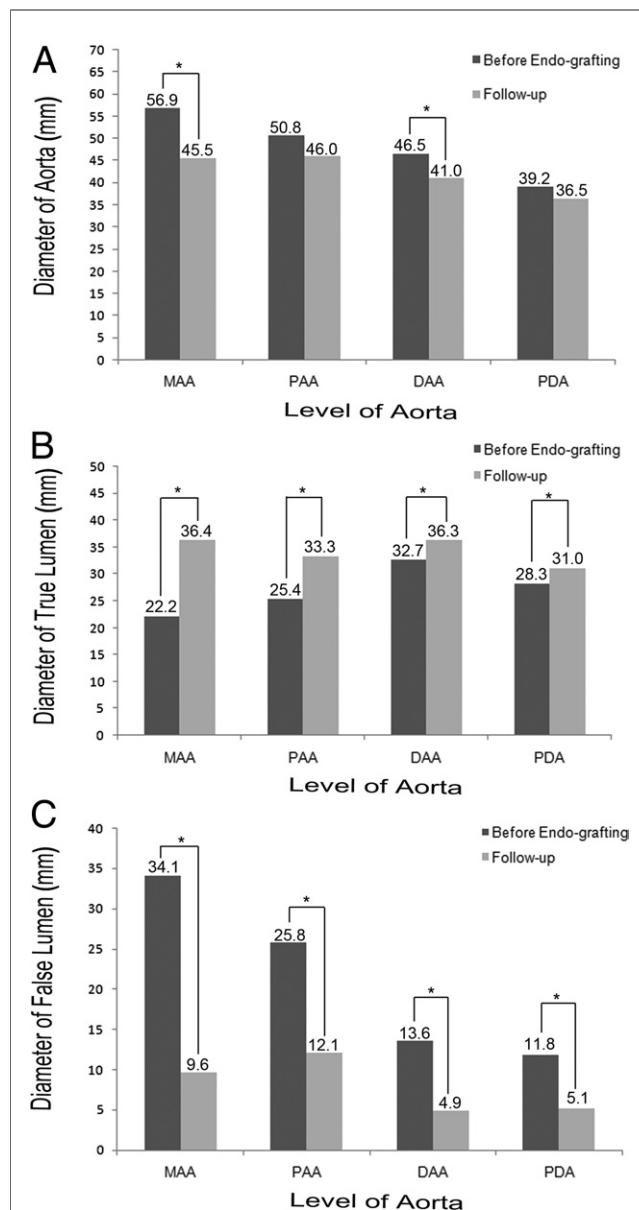 A
Diameter of Aorta (mm)
70
65
60
55
50
45
40
35
30
25
20
15
10
5
0
Before Endo-grafting
Follow-up
* *
56.9 45.5 50.8 46.0 46.5 41.0 39.2 36.5
MAA PAA DAA PDA
Level of Aorta
B
Diameter of True Lumen (mm)
50
45
40
35
30
25
20
15
10
5
0
Before Endo-grafting
Follow-up
* * * *
22.2 36.4 25.4 33.3 32.7 36.3 28.3 31.0
MAA PAA DAA PDA
Level of Aorta
C
Diameter of False Lumen (mm)
40
35
30
25
20
15
10
5
0
Before Endo-grafting
Follow-up
* * * *
34.1 9.6 25.8 12.1 13.6 4.9 11.8 5.1
MAA PAA DAA PDA
Level of Aorta